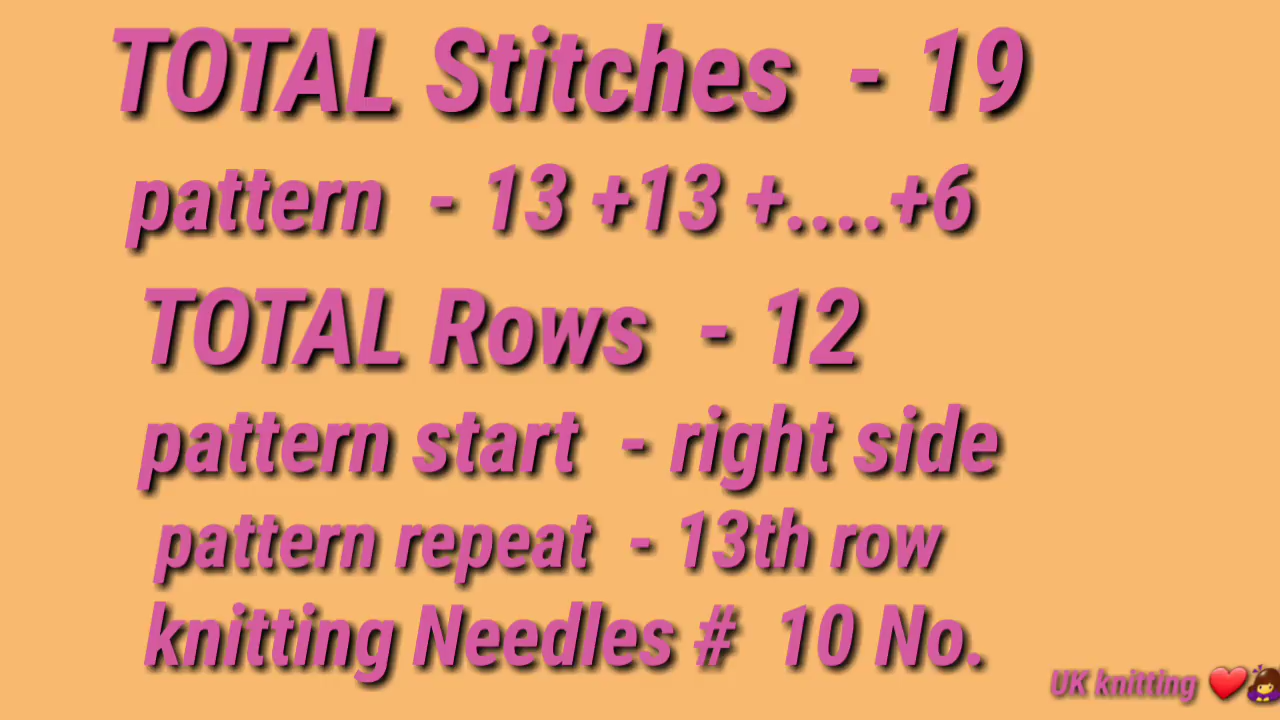 TOTAL Stitches - 19
pattern - 13 +13 +....+6
TOTAL Rows - 12
pattern start - right side
pattern repeat - 13th row
knitting Needles # 10 No.
UK knitting ❤️🙇‍♀️